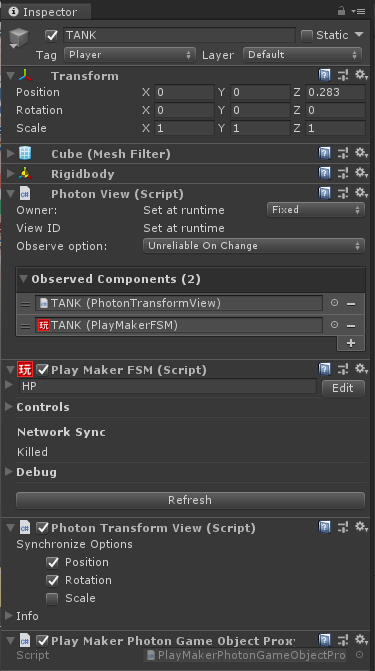 Inspector
TANK
Static
Tag Player Layer Default
Transform
Position X 0 Y 0 Z 0.283
Rotation X 0 Y 0 Z 0
Scale X 1 Y 1 Z 1
Cube (Mesh Filter)
Rigidbody
Photon View (Script)
Owner: Set at runtime Fixed
View ID Set at runtime
Observe option: Unreliable On Change
Observed Components (2)
TANK (PhotonTransformView)
玩 TANK (PlayMakerFSM)
玩 Play Maker FSM (Script)
HP Edit
Controls
Network Sync
Killed
Debug
Refresh
Photon Transform View (Script)
Synchronize Options
Position
Rotation
Scale
Info
Play Maker Photon Game Object Proxy
Script PlayMakerPhotonGameObjectPro